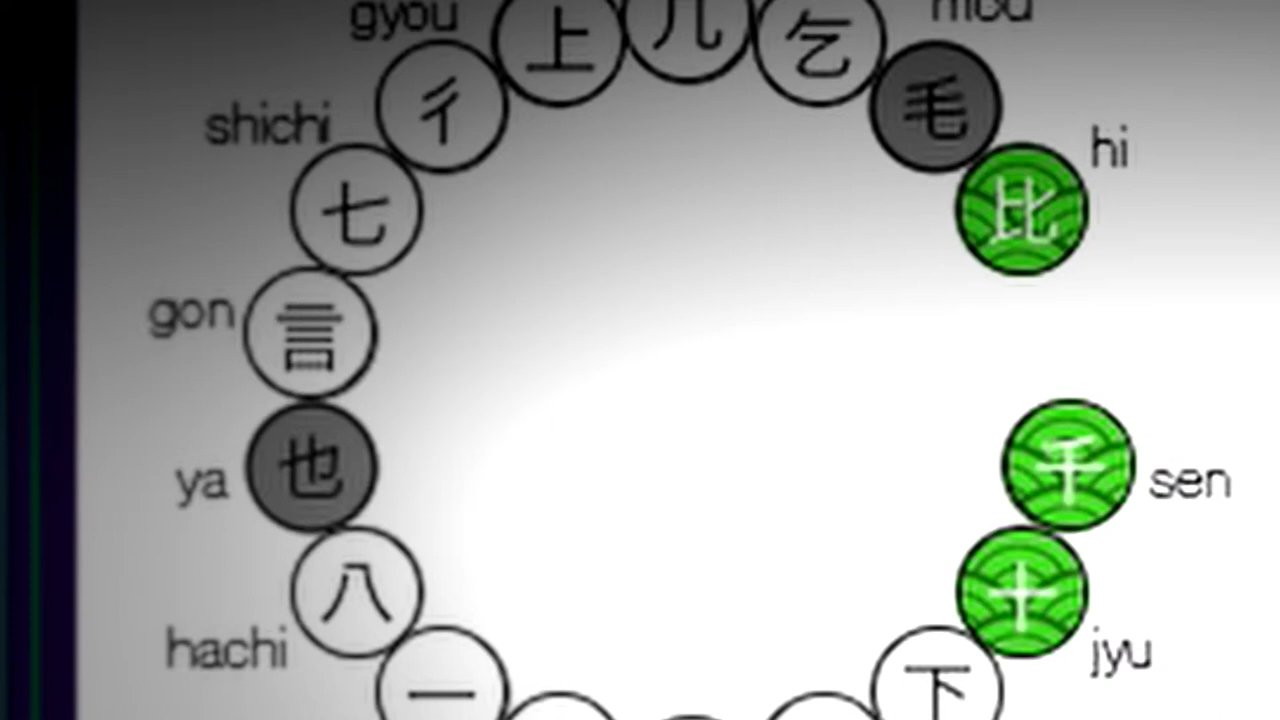 gyou
上
几
乞
mou
彳
毛
shichi
hi
七
比
gon
言
ya
也
千
sen
八
十
hachi
jyu
一
下